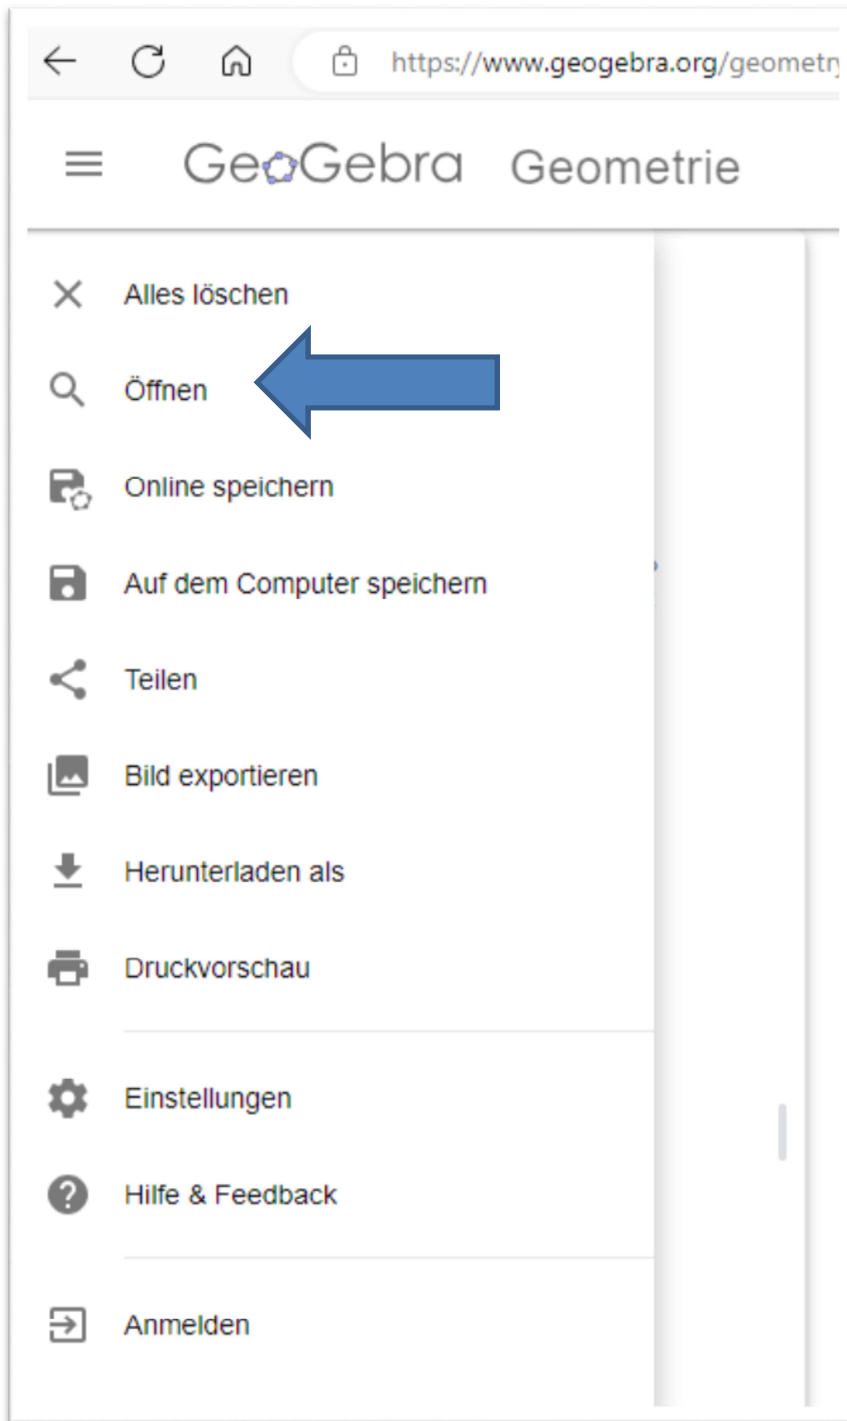 https://www.geogebra.org/geometry
GeoGebra Geometrie
Alles löschen
Öffnen
Online speichern
Auf dem Computer speichern
Teilen
Bild exportieren
Herunterladen als
Druckvorschau
Einstellungen
Hilfe & Feedback
Anmelden